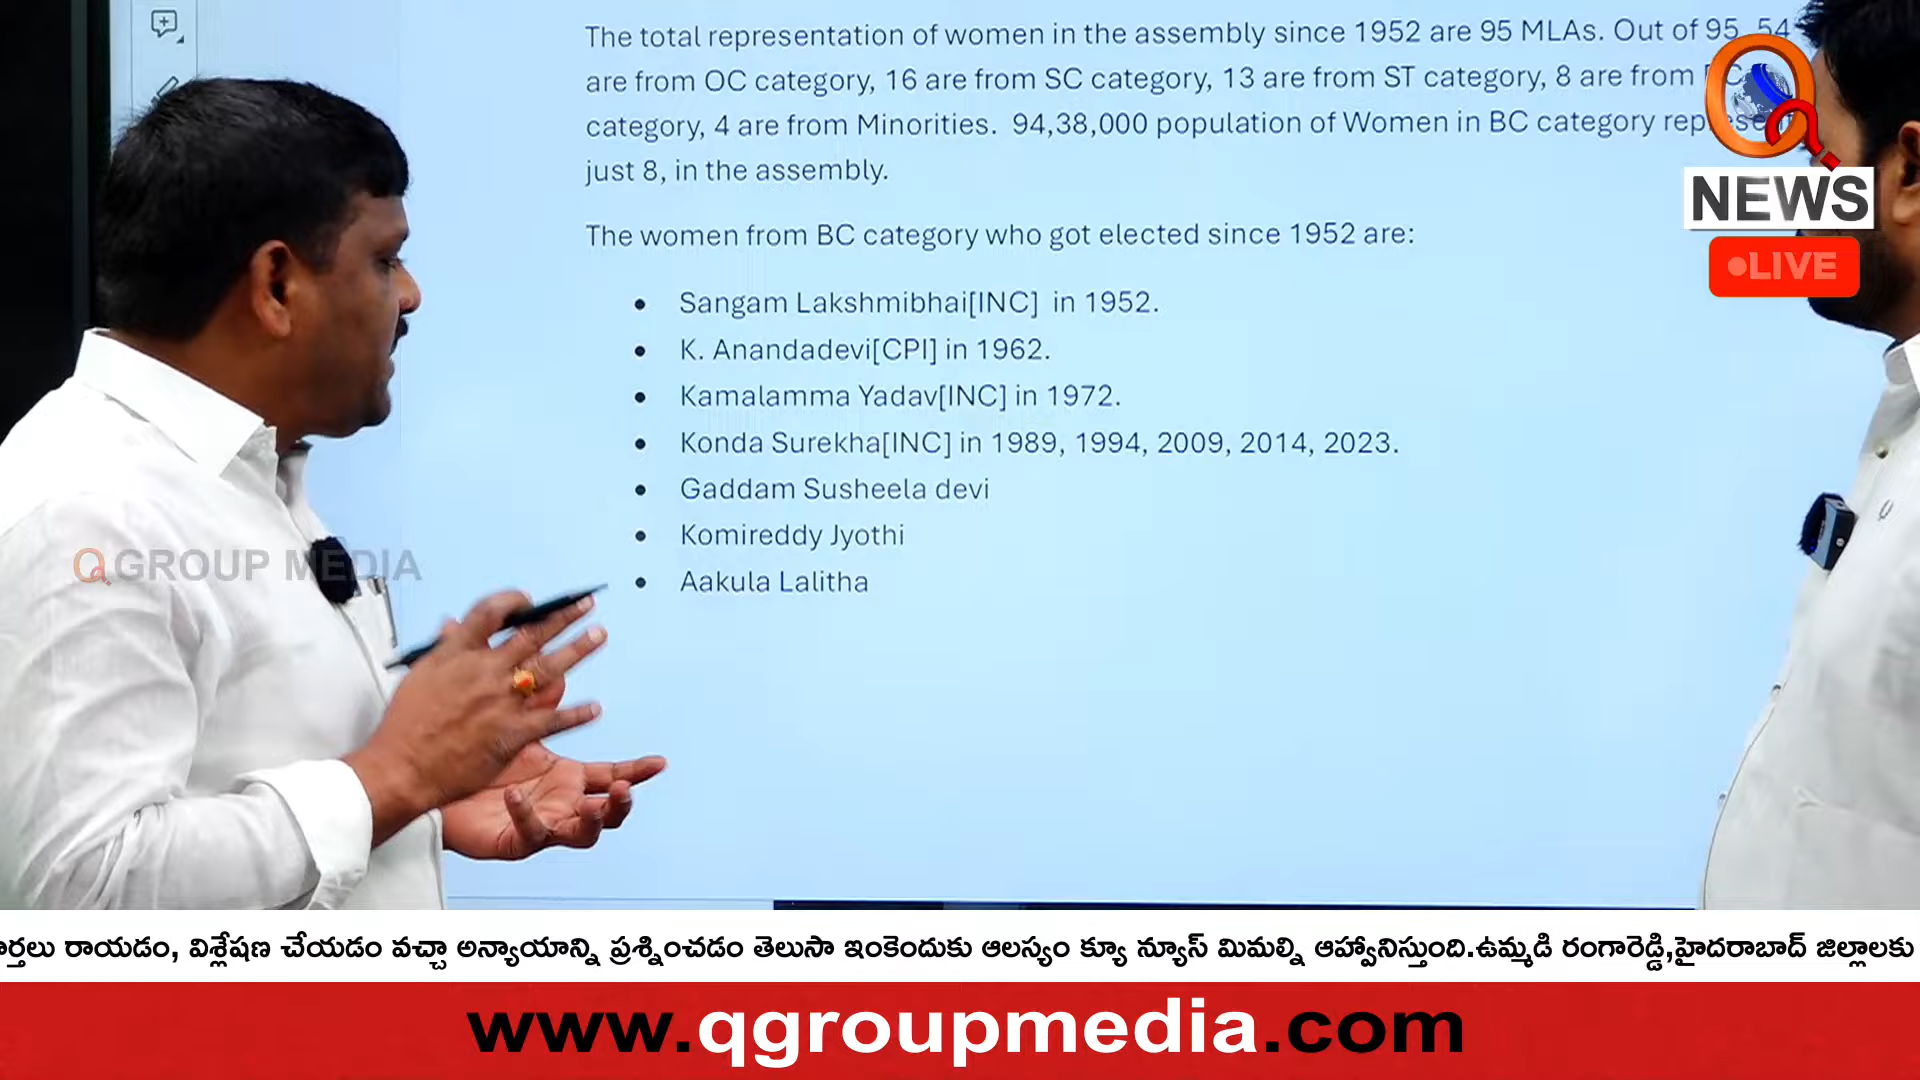 The total representation of women in the assembly since 1952 are 95 MLAs. Out of 95, 54
are from OC category, 16 are from SC category, 13 are from ST category, 8 are from
category, 4 are from Minorities. 94,38,000 population of Women in BC category
just 8, in the assembly.
The women from BC category who got elected since 1952 are:
• Sangam Lakshmibhai[INC] in 1952.
• K. Anandadevi[CPI] in 1962.
• Kamalamma Yadav[INC] in 1972.
• Konda Surekha[INC] in 1989, 1994, 2009, 2014, 2023.
• Gaddam Susheela devi
• Komireddy Jyothi
• Aakula Lalitha
Q
NEWS
LIVE
Q GROUP MEDIA
రాయడం, విశ్లేషణ చేయడం వచ్చా అన్యాయాన్ని ప్రశ్నించడం తెలుసా ఇంకెందుకు ఆలస్యం క్యూ న్యూస్ మిమల్ని ఆహ్వానిస్తుంది.ఉమ్మడి రంగారెడ్డి,హైదరాబాద్ జిల్లాలకు
www.qgroupmedia.com